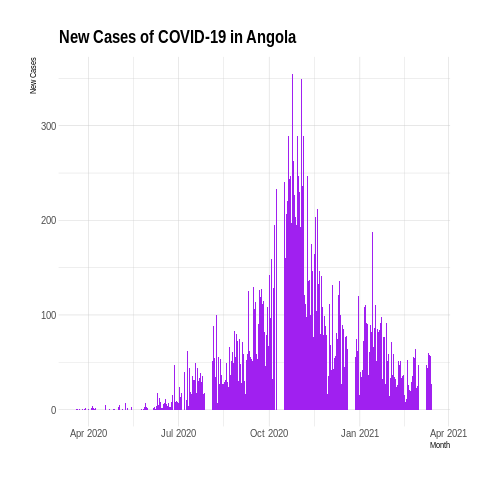 New Cases of COVID-19 in Angola
New Cases
300
200
100
0
Apr 2020
Jul 2020
Oct 2020
Jan 2021
Apr 2021
Month